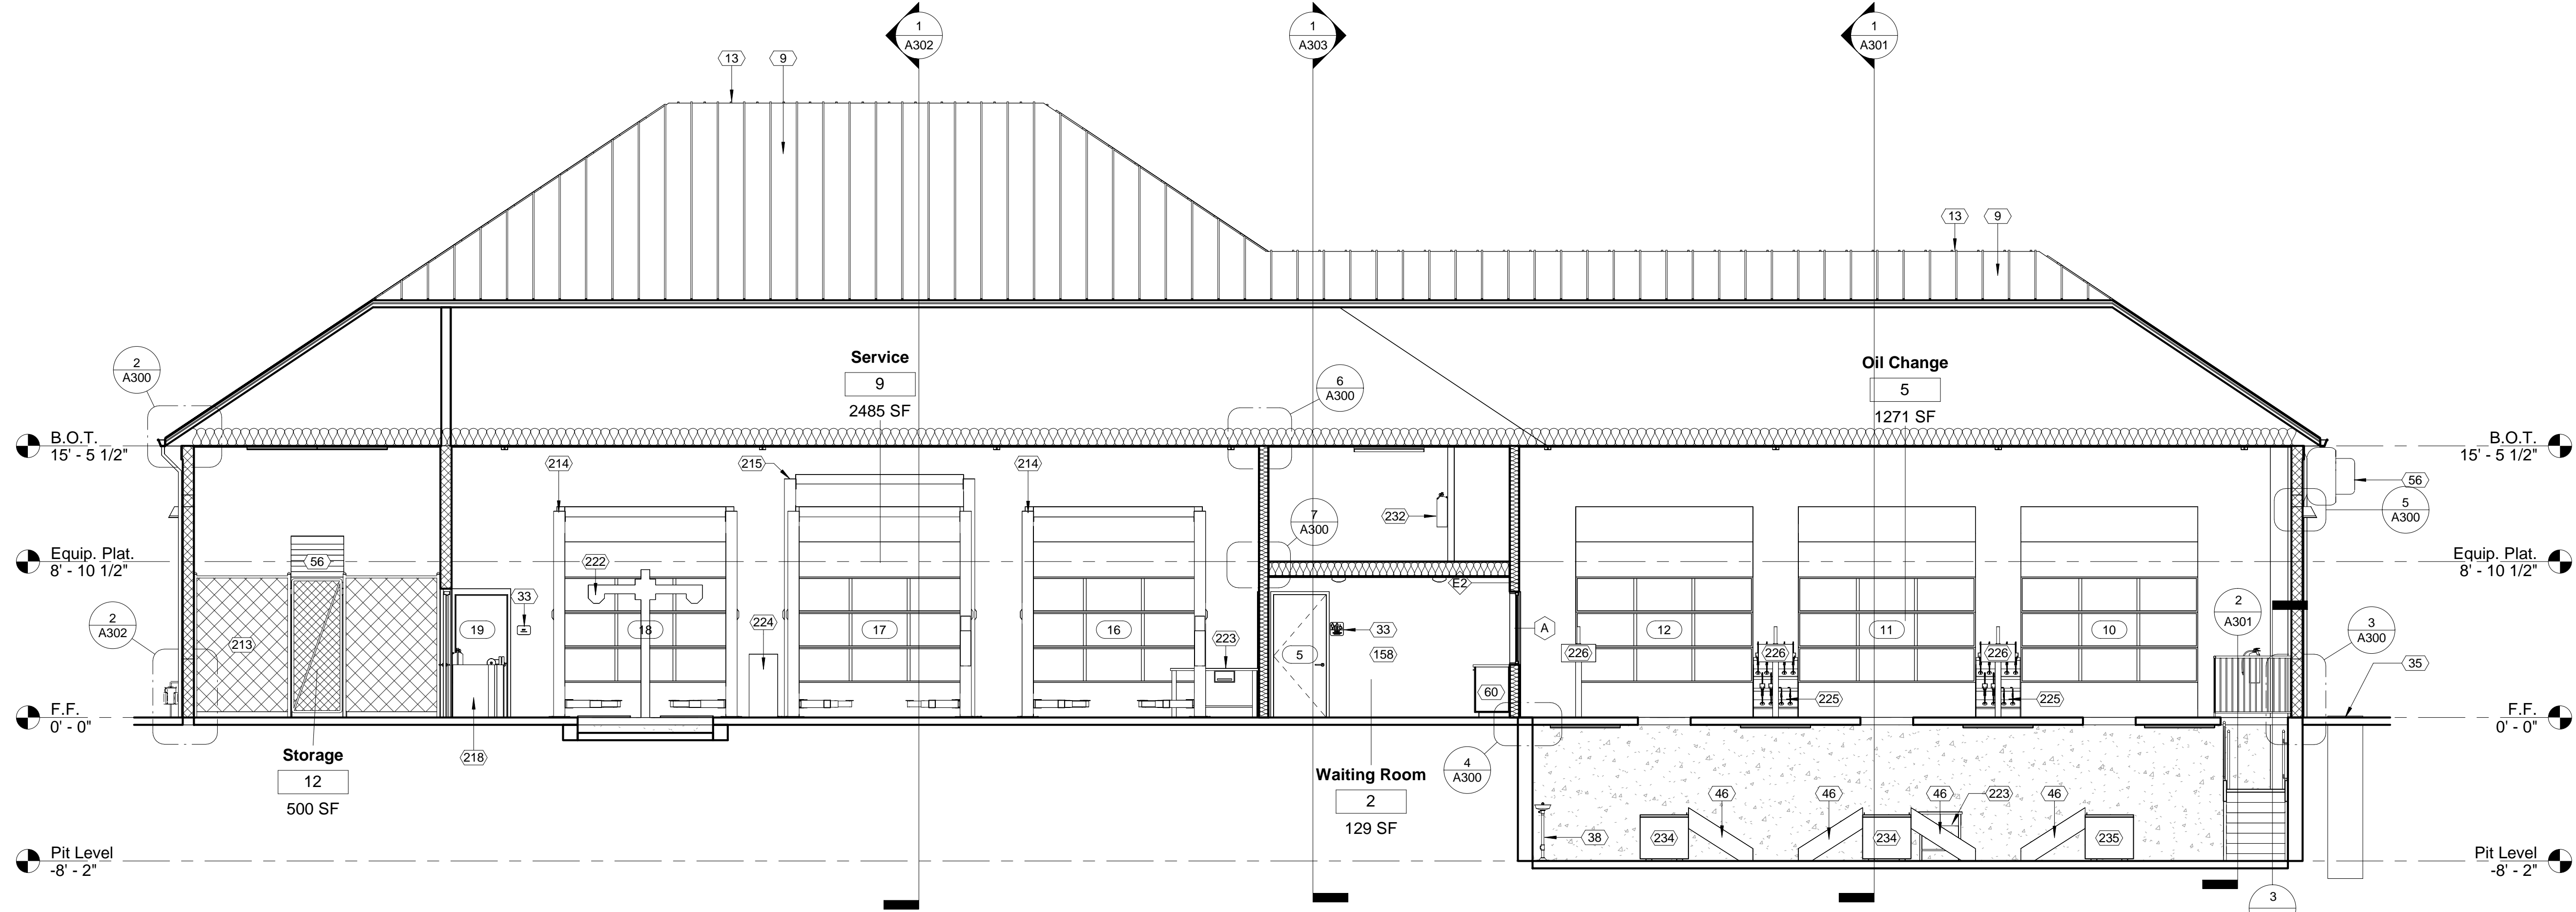 1
A302
1
A303
1
A301
13
9
13
9
2
A300
Service
9
2485 SF
6
A300
Oil Change
5
1271 SF
B.O.T.
15' - 5 1/2"
B.O.T.
15' - 5 1/2"
214
215
214
56
5
A300
7
A300
232
Equip. Plat.
8' - 10 1/2"
Equip. Plat.
8' - 10 1/2"
56
222
E2
33
2
A302
213
19
18
224
17
16
223
5
33
158
A
60
12
226
226
225
11
226
225
10
2
A301
3
A300
35
F.F.
0' - 0"
F.F.
0' - 0"
Storage
12
500 SF
218
Waiting Room
2
129 SF
4
A300
38
234
46
46
234
46
223
46
235
Pit Level
-8' - 2"
Pit Level
-8' - 2"
3